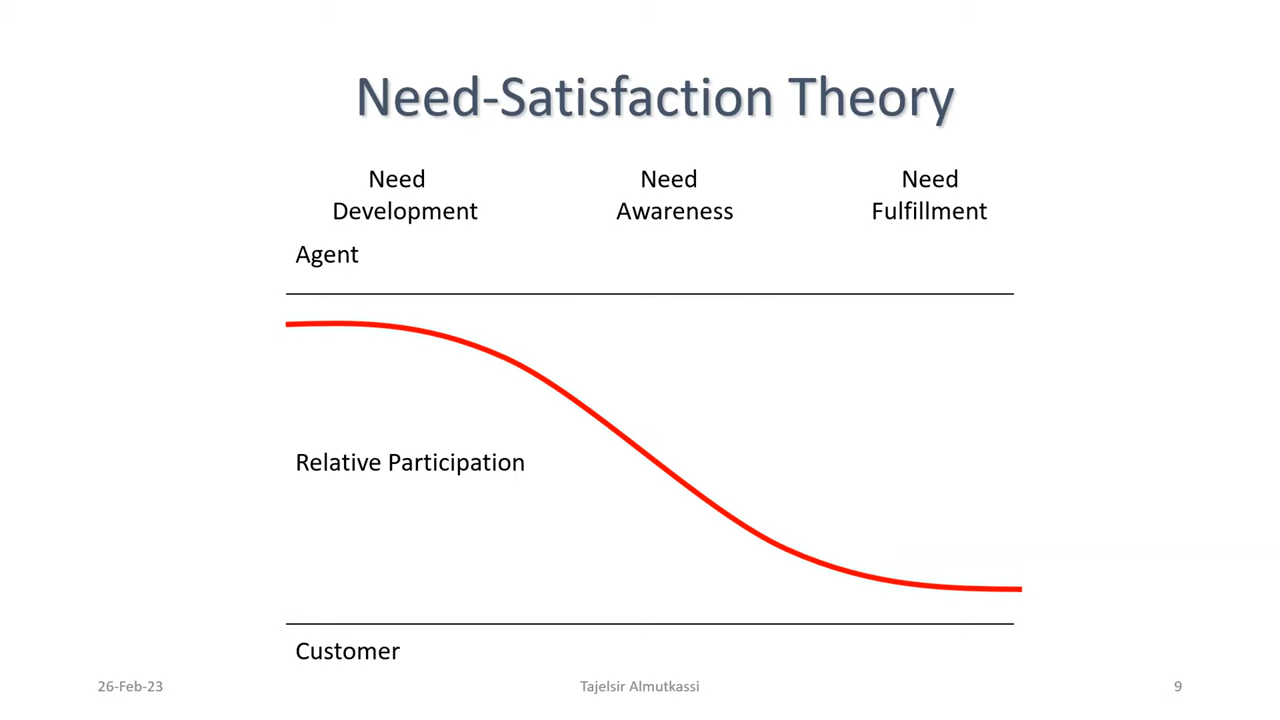 Need-Satisfaction Theory
Need
Development
Need
Awareness
Need
Fulfillment
Agent
Relative Participation
Customer
26-Feb-23
Tajelsir Almutkassi
9